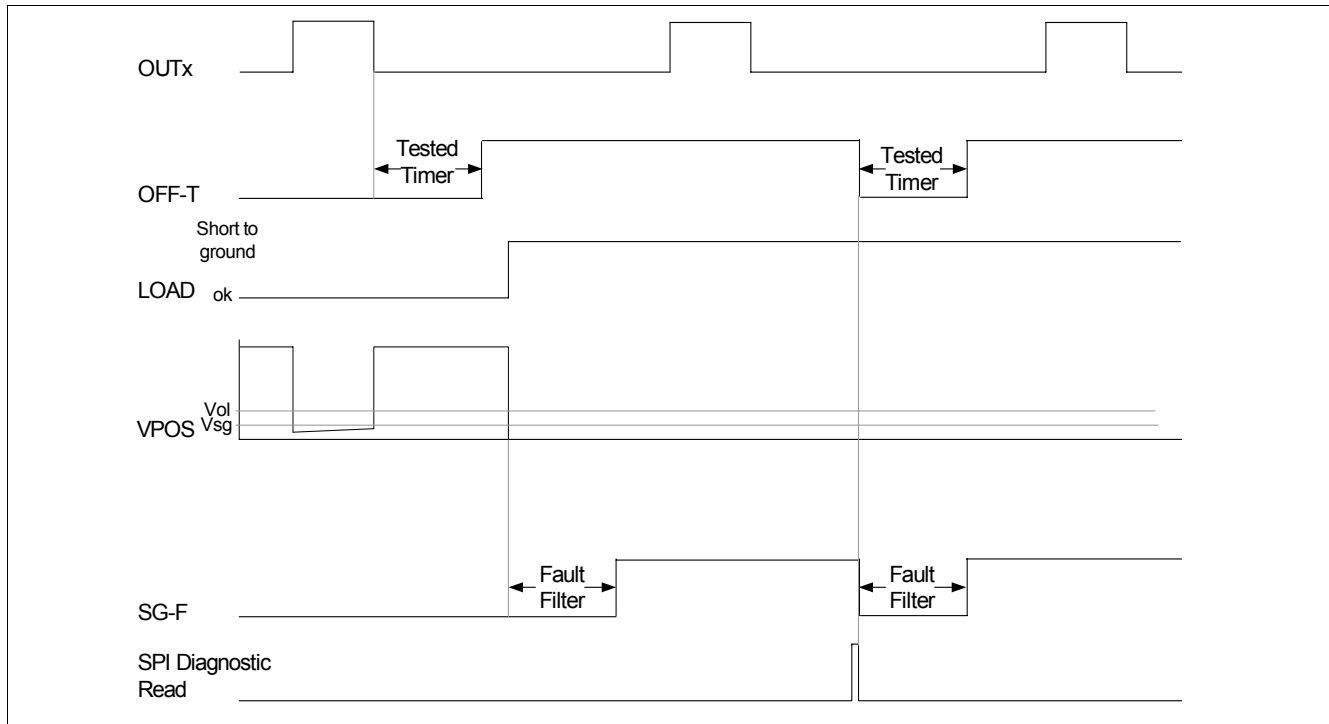 OUTx
Tested
Timer
Tested
Timer
OFF-T
Short to
ground
LOAD ok
Vol
VPOS Vsg
Fault
Filter
Fault
Filter
SG-F
SPI Diagnostic
Read